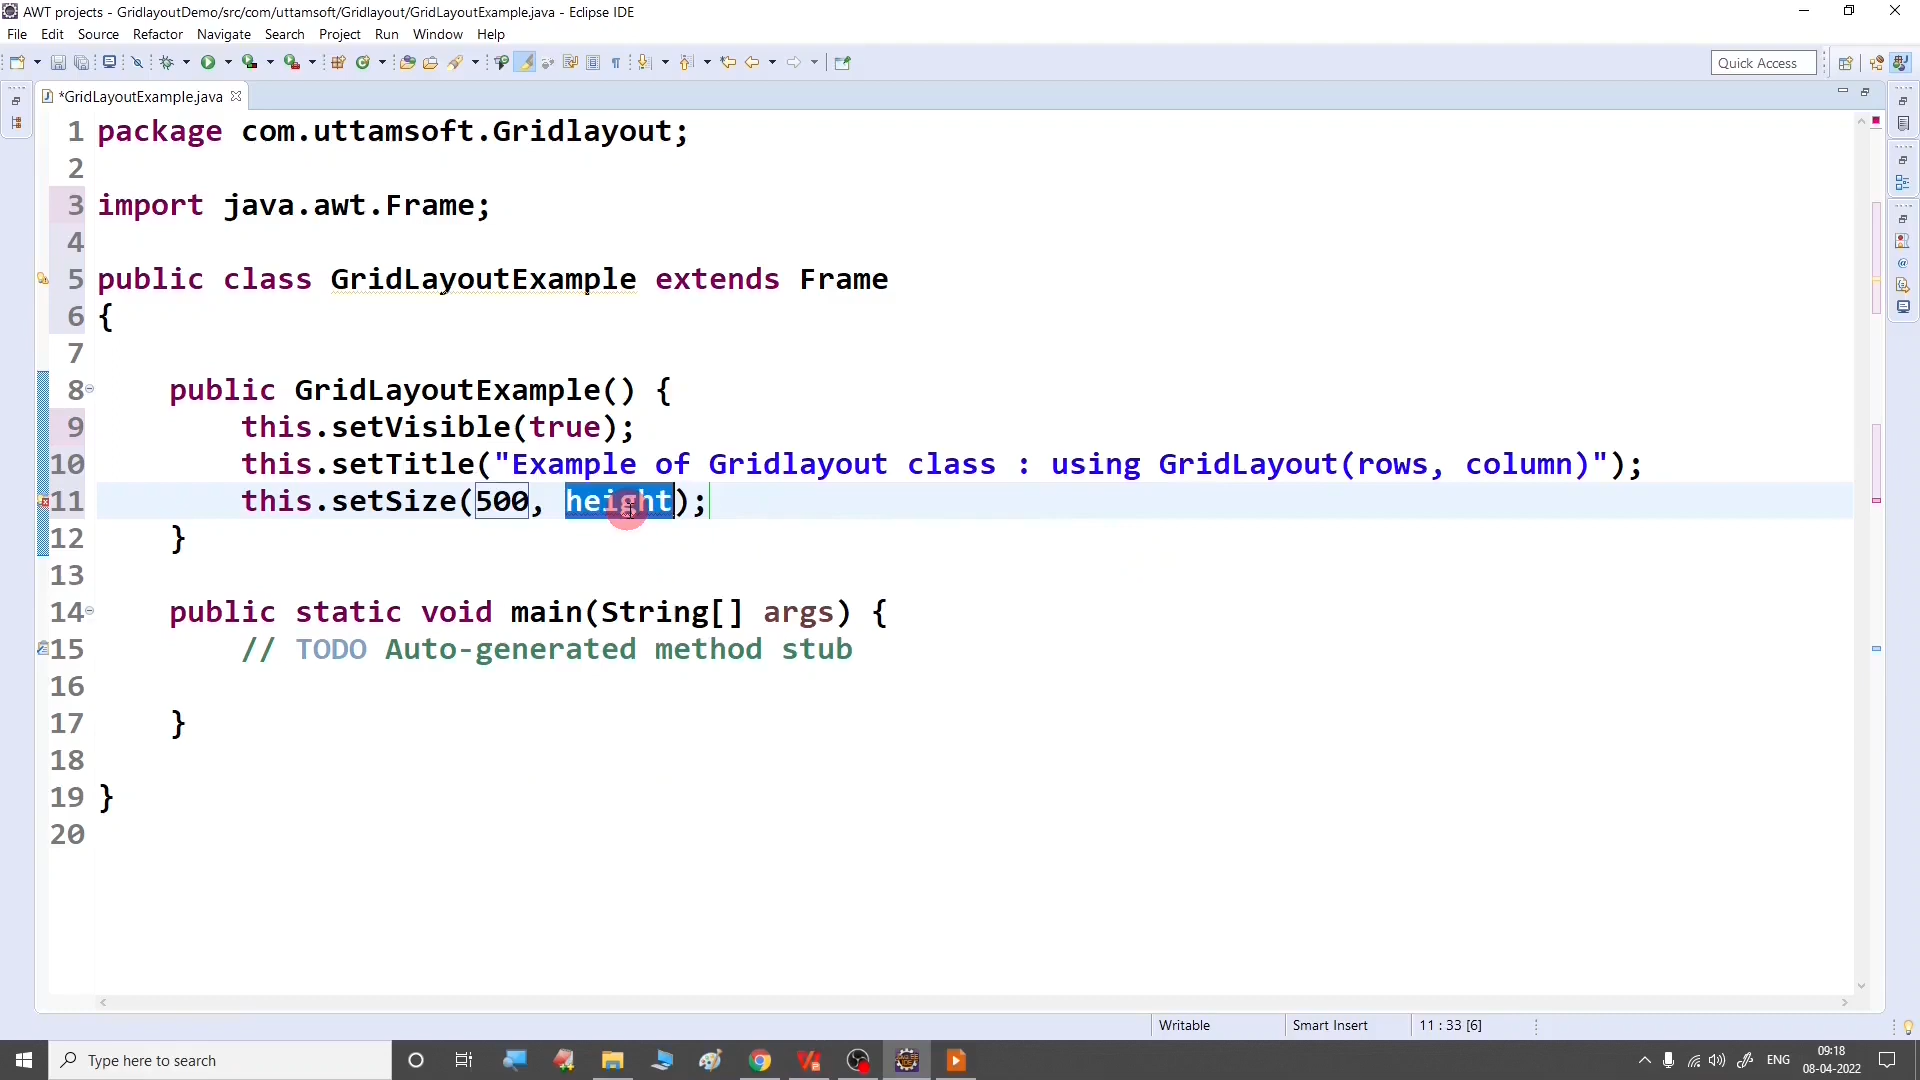 AWT projects - GridlayoutDemo/src/com/uttamsoft/Gridlayout/GridLayoutExample.java - Eclipse IDE
File Edit Source Refactor Navigate Search Project Run Window Help
Quick Access
*GridLayoutExample.java
1 package com.uttamsoft.Gridlayout;
2
3 import java.awt.Frame;
4
5 public class GridLayoutExample extends Frame
6 {
7
8 public GridLayoutExample() {
9 this.setVisible(true);
10 this.setTitle("Example of Gridlayout class : using GridLayout(rows, column)");
11 this.setSize(500, height);
12 }
13
14 public static void main(String[] args) {
15 // TODO Auto-generated method stub
16
17 }
18
19 }
20
Writable Smart Insert 11 : 33 [6]
Type here to search
ENG
09:18
08-04-2022